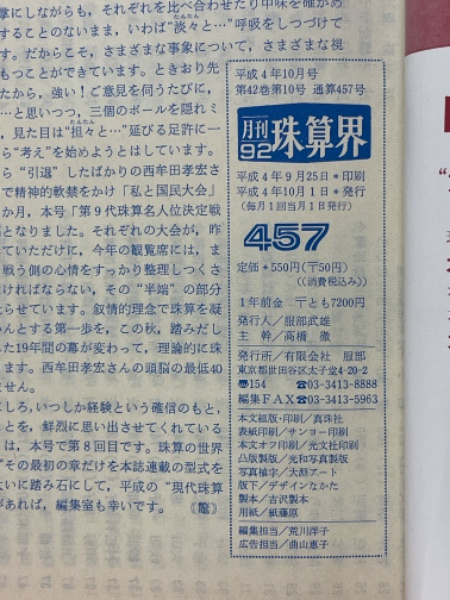 掌にしながらも、それぞれを比べ合わせたり中味を確か
することのないまま、いわば“淡々と…”呼吸をしつづけて
す。だからこそ、さまざまな事象について、さまざまな視
もつことができています。ときおり先
たから、強い！ご意見を伺うたびに、
…と思いつつ、三個のボールを隠れミ
，見た目は“担々と…”延びる足許に一
ら“考え”を始めようとはしています。
ら“引退”したばかりの西牟田孝宏さ
で精神的軟禁をかけ「私と国民大会」
か月，本号「第９代珠算名人位決定戦
となりました。それぞれの大会が、昨
ていただけに、今年の観覧席には、ま
戦う側の心情をすっかり整理しつくさ
ければならない，その“半端”の部分
らせています。叙情的理念で珠算を凝
んとする第一歩を，この秋，踏みだし
た19年間の幕が変わって、理論的に珠
ます。西牟田孝宏さんの頭脳の最低40
ません。
しろ,いつしか経験という確信のもと，
ことを，鮮烈に思い出させてくれている
は，本号で第８回目です。珠算の世界
“その最初の章だけを本誌連載の型式を
大いに踏み石にして，平成の“現代珠算
があれば，編集室も幸いです。
平成４年10月号
第42巻第10号 通算457号
月刊
92
珠算界
平成４年９月25日＊印刷
平成４年10月１日＊発行
（毎月１回当月１日発行）
457
定価＊550円（〒50円）
（（消費税込み））
１年前金 〒とも7200円
発行人／服部武雄
主　幹／高橋　徹
発行所／有限会社　服部
東京都世田谷区太子堂4-20-2
〠154 ☎03-3413-8888
編集ＦＡＸ☎03-3413-5963
本文組版・印刷／真珠社
表紙印刷／サンヨー印刷
本文オフ印刷／光文社印刷
凸版製版／光和写真製版
写真植字／大淵アート
版下／デザインなかた
製本／古沢製本
用紙／紙藤原
編集担当／荒川洋子
広告担当／曲山恵子